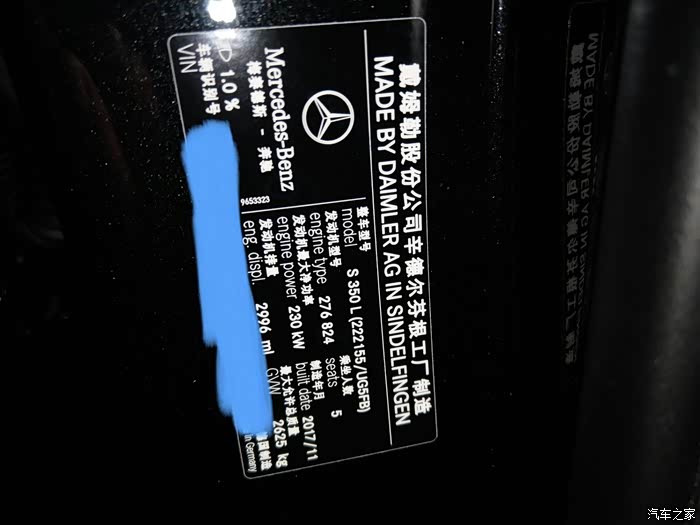 戴姆勒股份公司辛德尔芬根工厂制造
MADE BY DAIMLER AG IN SINDELFINGEN
Mercedes-Benz
梅赛德斯 - 奔驰
9653323
整车型号
model S 350 L (222 155/UG5FB)
发动机型号 乘坐人数
engine type 276 824 seats 5
发动机最大净功率 制造年月
engine power 230 kW built date 2017/11
发动机排量 最大允许总质量
eng. displ. 2996 ml GVW 2625 kg
1.0 %
车辆识别号
VIN
国制造
in Germany
汽车之家